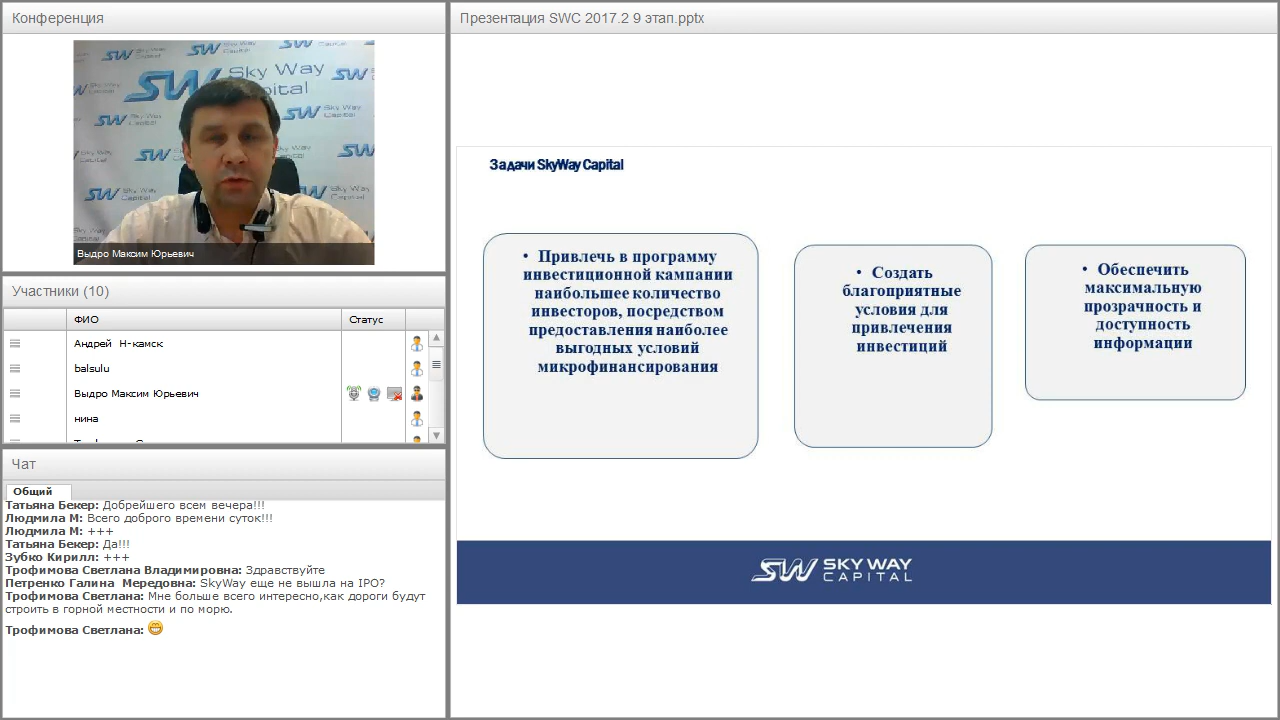 Конференция
Sky Way
Capital
Выдро Максим Юрьевич
Участники (10)
ФИО Статус
Андрей Н-камск
balsulu
Выдро Максим Юрьевич
нина
Чат
Общий
Татьяна Бекер: Добрейшего всем вечера!!!
Людмила М: Всего доброго времени суток!!!
Людмила М: +++
Татьяна Бекер: Да!!!
Зубко Кирилл: +++
Трофимова Светлана Владимировна: Здравствуйте
Петренко Галина Мередовна: SkyWay еще не вышла на IPO?
Трофимова Светлана: Мне больше всего интересно,как дороги будут
строить в горной местности и по морю.
Трофимова Светлана:
Презентация SWC 2017.2 9 этап.pptx
Задачи SkyWay Capital
• Привлечь в программу
инвестиционной кампании
наибольшее количество
инвесторов, посредством
предоставления наиболее
выгодных условий
микрофинансирования
• Создать
благоприятные
условия для
привлечения
инвестиций
• Обеспечить
максимальную
прозрачность и
доступность
информации
SW SKY WAY
CAPITAL